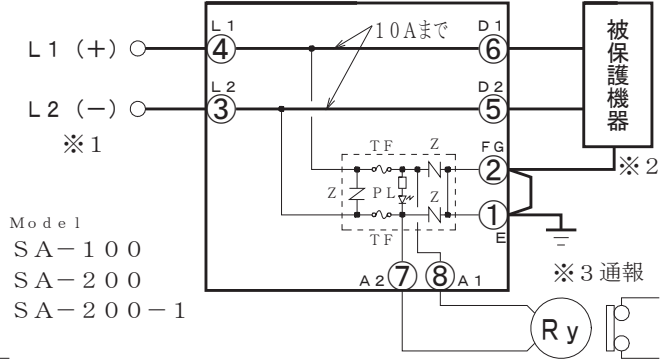 L1 (+)
L1
④
10Aまで
D1
⑥
被保護機器
L2 (−)
L2
③
D2
⑤
※1
FG
②
※2
TF
Z
Z
PL
Z
TF
①
E
Model
SA−100
SA−200
SA−200−1
A2
⑦
⑧
A1
※3通報
Ry